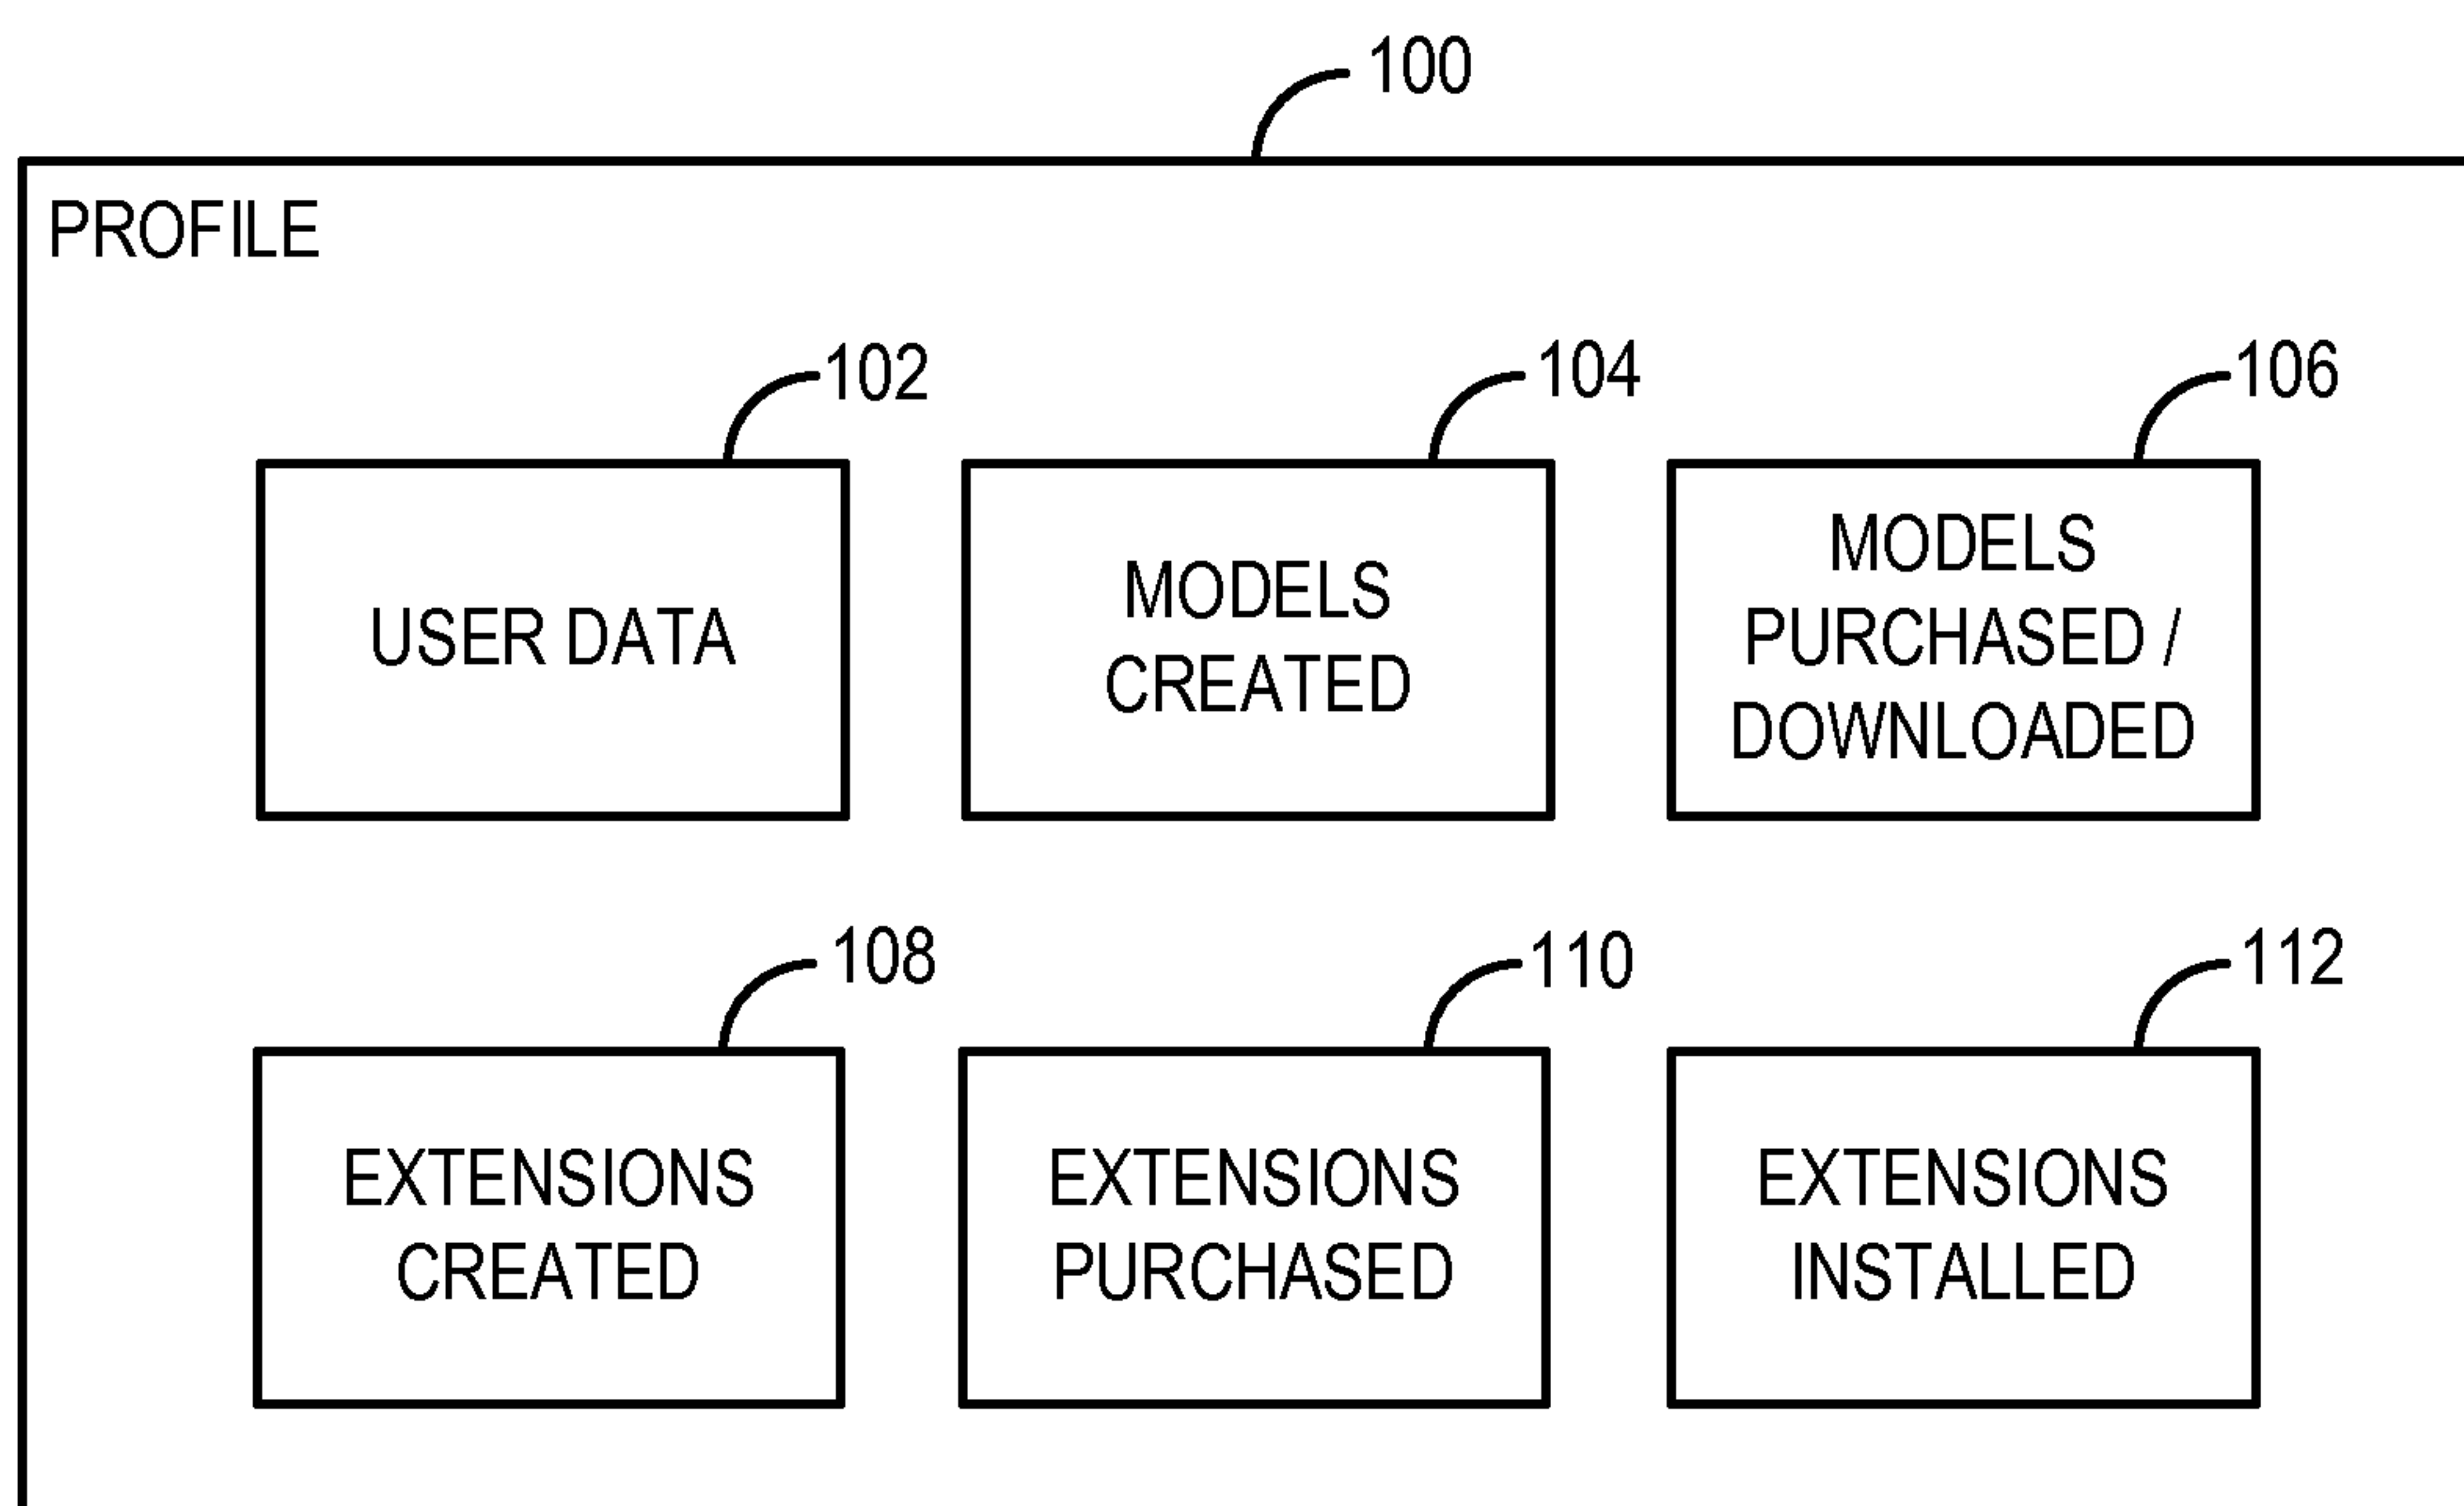 100
PROFILE
102
104
106
USER DATA
MODELS
CREATED
MODELS
PURCHASED /
DOWNLOADED
108
110
112
EXTENSIONS
CREATED
EXTENSIONS
PURCHASED
EXTENSIONS
INSTALLED